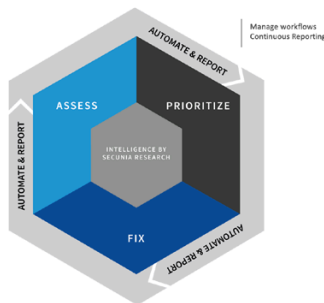 Manage workflows
Continuous Reporting
AUTOMATE & REPORT
ASSESS
PRIORITIZE
INTELLIGENCE BY
SECUNIA RESEARCH
AUTOMATE & REPORT
FIX
AUTOMATE & REPORT